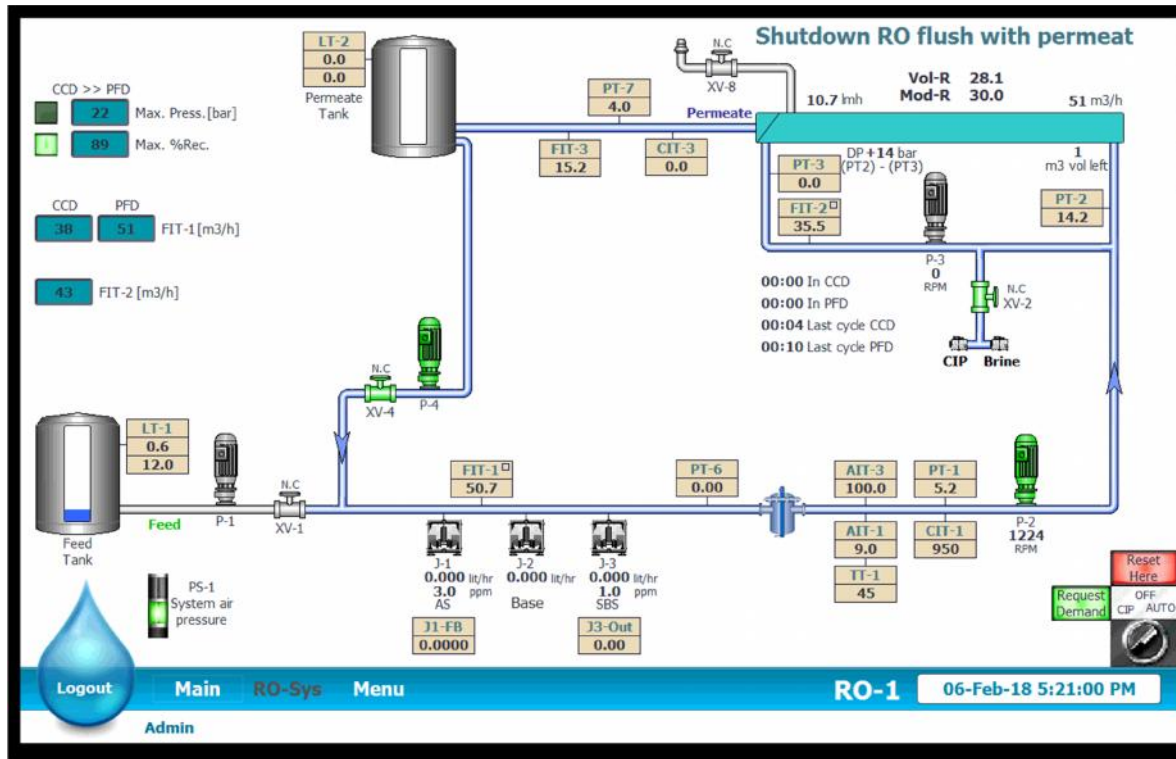 Shutdown RO flush with permeat
LT-2
0.0
0.0
Permeate
Tank
CCD >> PFD
22 Max. Press.[bar]
89 Max. %Rec.
CCD PFD
38 51 FIT-1[m3/h]
43 FIT-2 [m3/h]
PT-7
4.0
FIT-3
15.2
CIT-3
0.0
Permeate
N.C
XV-8
Vol-R 28.1
Mod-R 30.0
10.7 lmh
51 m3/h
DP +14 bar
(PT2) - (PT3)
1
m3 vol left
PT-3
0.0
FIT-2
35.5
PT-2
14.2
P-3
0
RPM
N.C
XV-2
CIP Brine
00:00 In CCD
00:00 In PFD
00:04 Last cycle CCD
00:10 Last cycle PFD
N.C
XV-4
P-4
LT-1
0.6
12.0
Feed
Tank
Feed
P-1
N.C
XV-1
FIT-1
50.7
PT-6
0.00
AIT-3
100.0
PT-1
5.2
AIT-1
9.0
CIT-1
950
TT-1
45
P-2
1224
RPM
J-1
0.000 lit/hr
3.0 ppm
AS
J1-FB
0.0000
J-2
0.000 lit/hr
Base
J-3
0.000 lit/hr
1.0 ppm
SBS
J3-Out
0.00
PS-1
System air
pressure
Reset
Here
Request
Demand
OFF
CIP AUTO
Logout
Main RO-Sys Menu
RO-1
06-Feb-18 5:21:00 PM
Admin